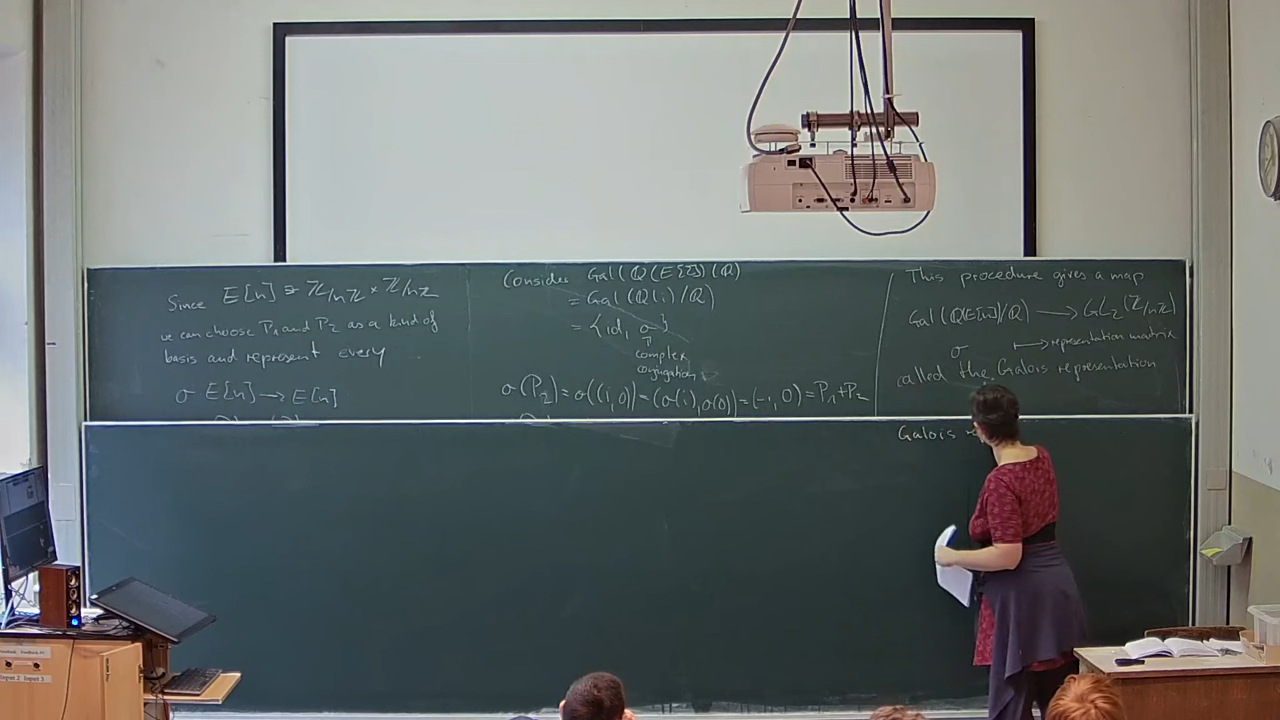 Since E[n] ≅ ℤ/nℤ × ℤ/nℤ
we can choose P₁ and P₂ as a kind of
basis and represent every
σ E[n] → E[n]
Consider Gal(ℚ(E[2])/ℚ)
= Gal(ℚ(i)/ℚ)
= {id, σ}
↑
complex
conjugation
σ(P₂) = σ((i,0)) = (σ(i),σ(0)) = (-i,0) = P₁+P₂
This procedure gives a map
Gal(ℚ(E[n])/ℚ) → GL₂(ℤ/nℤ)
σ ↦ representation matrix
called the Galois representation
Galois